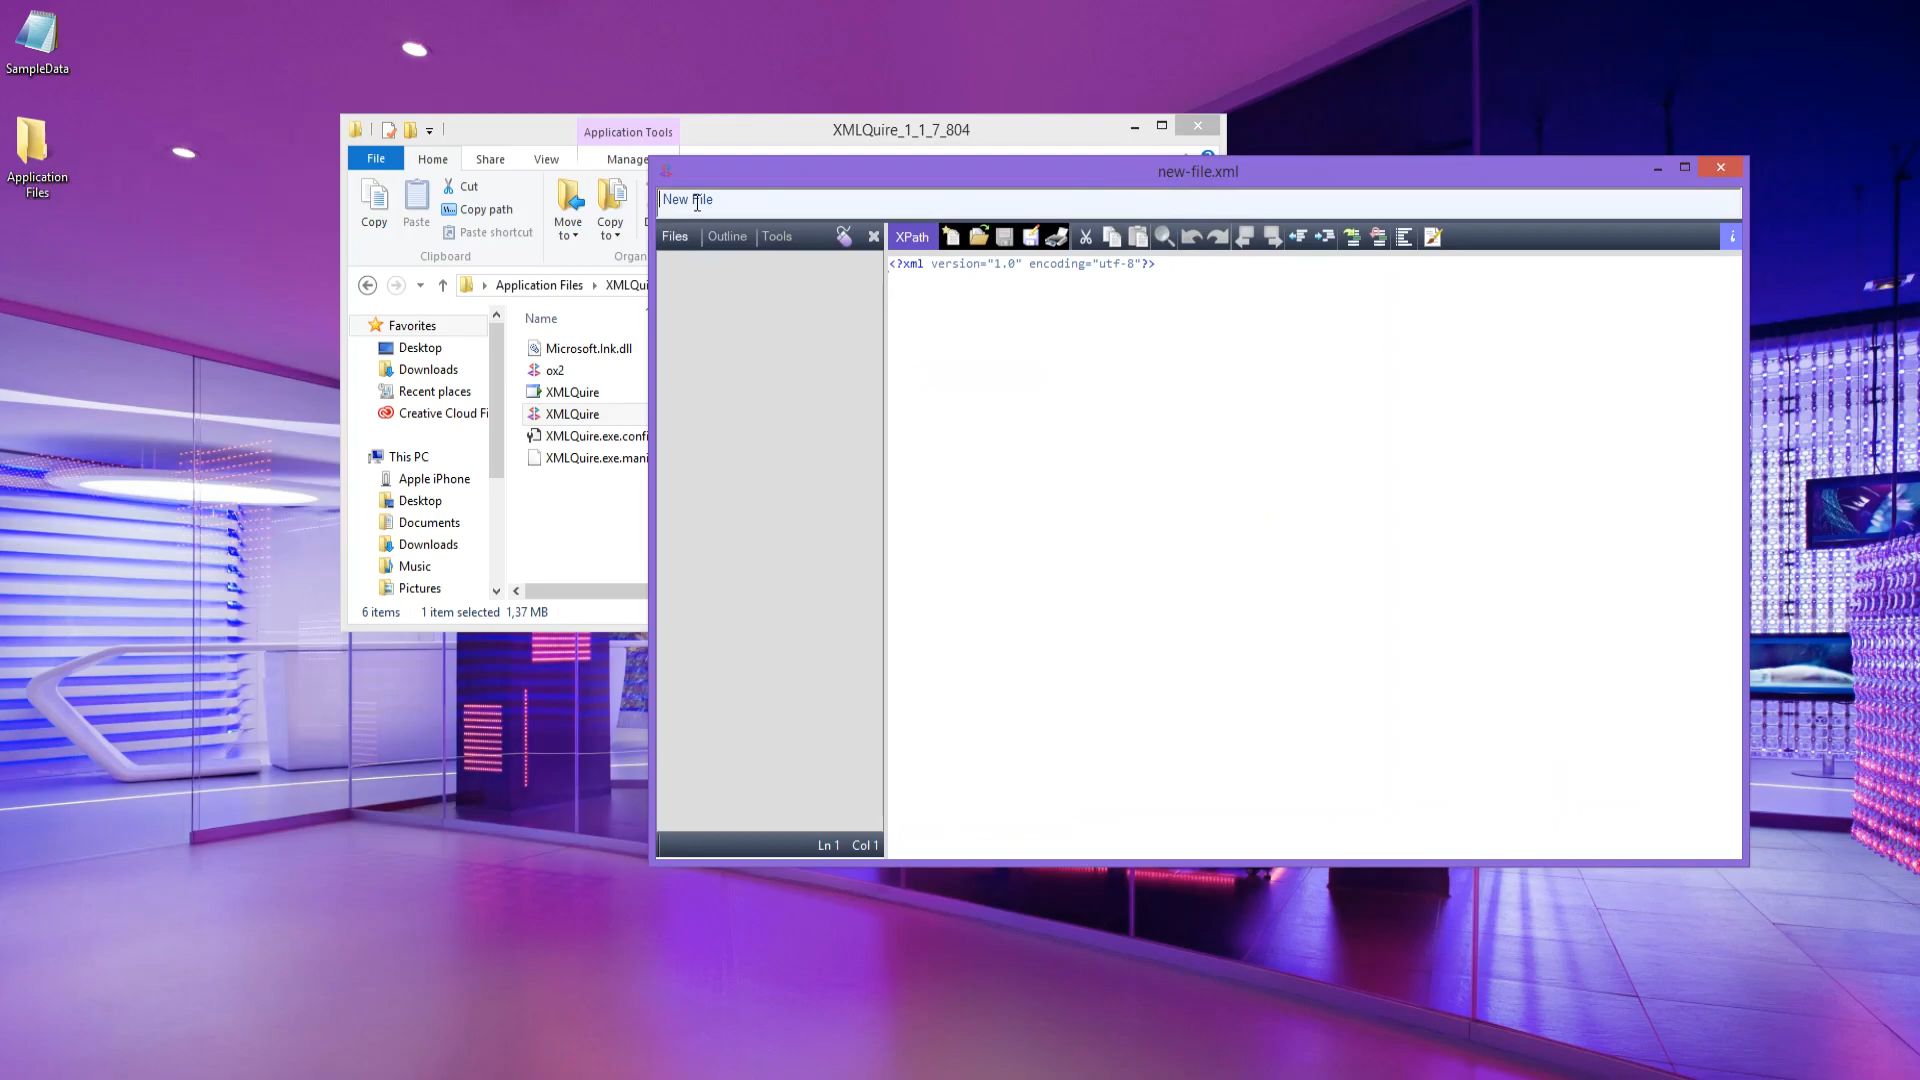 SampleData
Application
Files
Application Tools
XMLQuire_1_1_7_804
File
Home
Share
View
Manage
Copy
Paste
Cut
Copy path
Paste shortcut
Move
to
Copy
to
Clipboard
Organ
Application Files
XMLQui
Name
Favorites
Desktop
Downloads
Recent places
Creative Cloud Fi
This PC
Apple iPhone
Desktop
Documents
Downloads
Music
Pictures
Microsoft.Ink.dll
ox2
XMLQuire
XMLQuire
XMLQuire.exe.confi
XMLQuire.exe.mani
6 items 1 item selected 1,37 MB
new-file.xml
New File
Files
Outline
Tools
XPath
<?xml version="1.0" encoding="utf-8"?>
Ln 1 Col 1